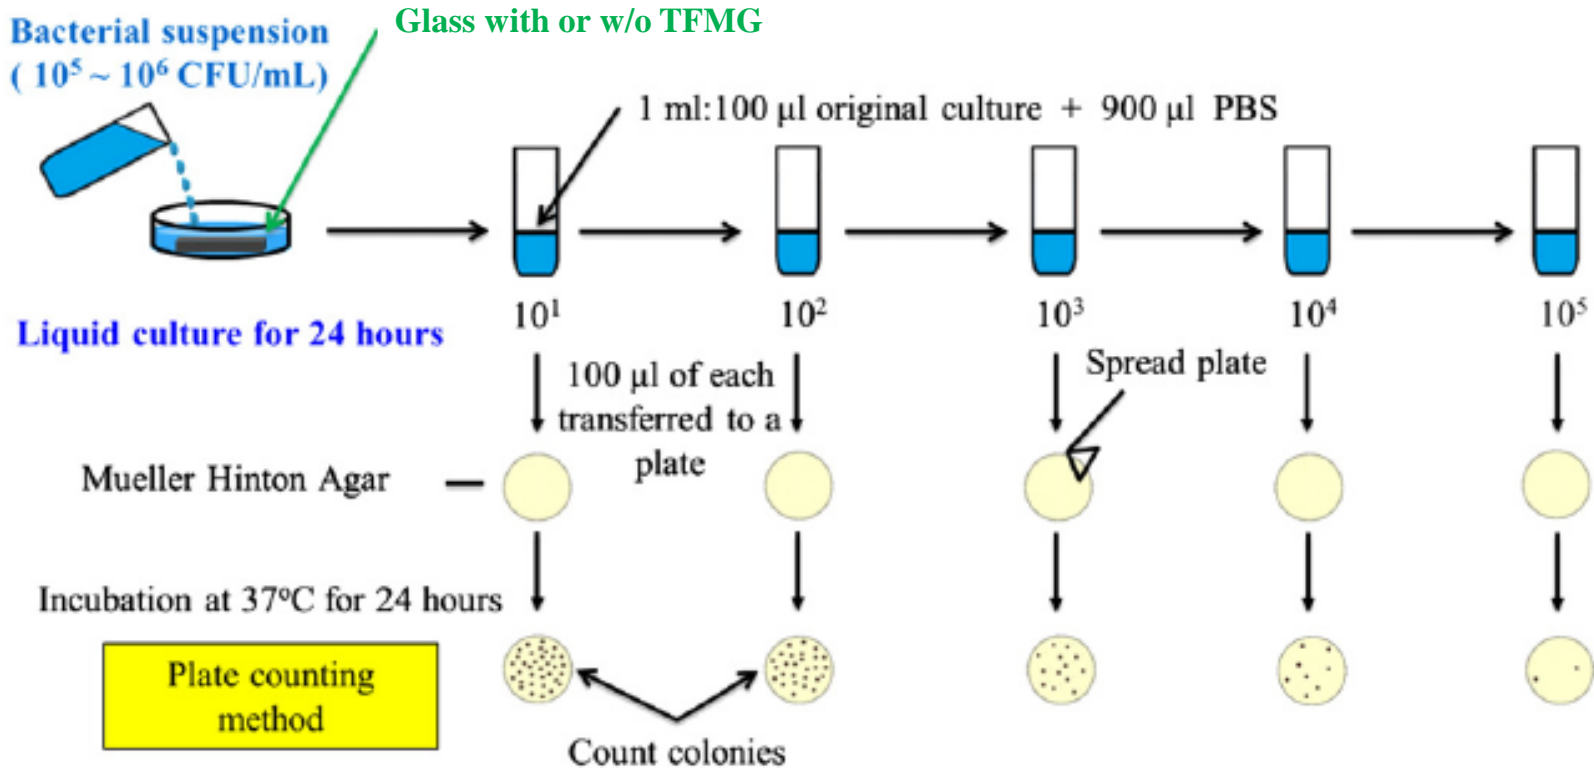 Glass with or w/o TFMG
Bacterial suspension
( 10⁵ ~ 10⁶ CFU/mL)
1 ml:100 µl original culture + 900 µl PBS
10¹
10²
10³
10⁴
10⁵
Liquid culture for 24 hours
100 µl of each
transferred to a
plate
Spread plate
Mueller Hinton Agar
Incubation at 37°C for 24 hours
Plate counting
method
Count colonies